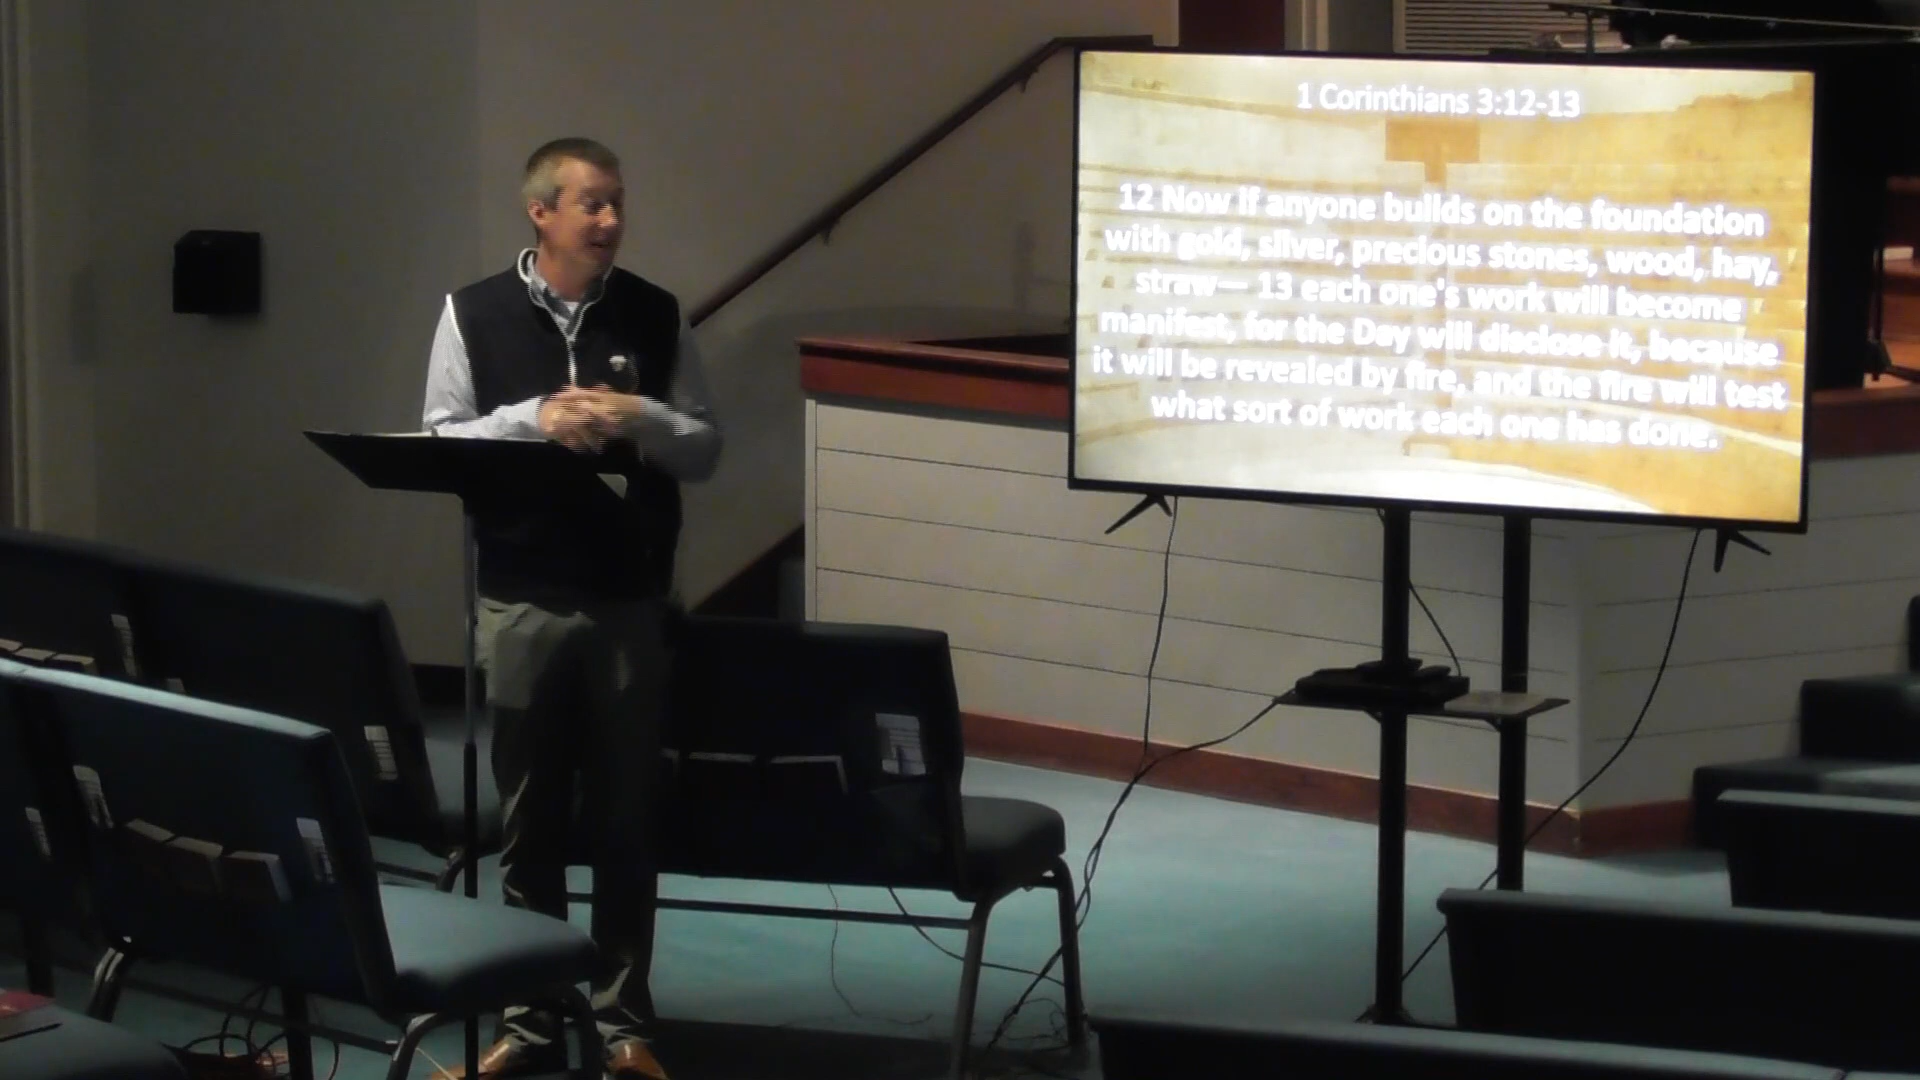 1 Corinthians 3:12-13
12 Now if anyone builds on the foundation
with gold, silver, precious stones, wood, hay,
straw— 13 each one's work will become
manifest, for the Day will disclose it, because
it will be revealed by fire, and the fire will test
what sort of work each one has done.